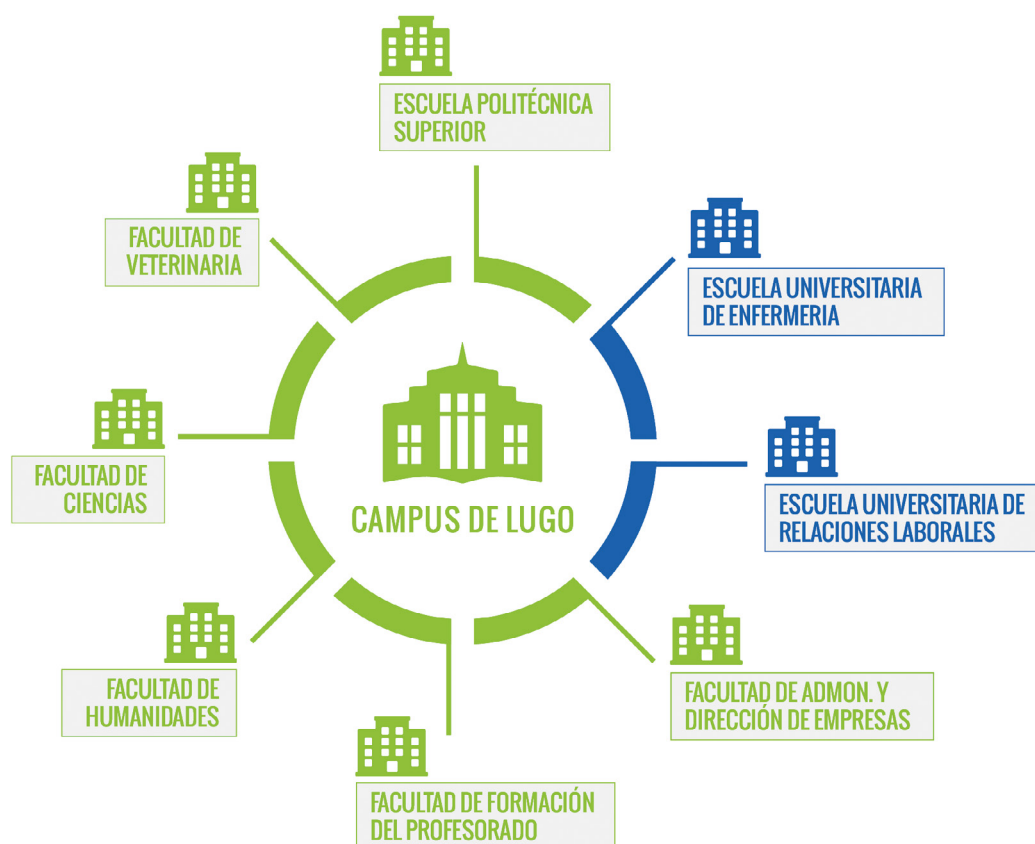 ESCUELA POLITÉCNICA
SUPERIOR
FACULTAD DE
VETERINARIA
ESCUELA UNIVERSITARIA
DE ENFERMERIA
FACULTAD DE
CIENCIAS
CAMPUS DE LUGO
ESCUELA UNIVERSITARIA DE
RELACIONES LABORALES
FACULTAD DE
HUMANIDADES
FACULTAD DE ADMON. Y
DIRECCIÓN DE EMPRESAS
FACULTAD DE FORMACIÓN
DEL PROFESORADO